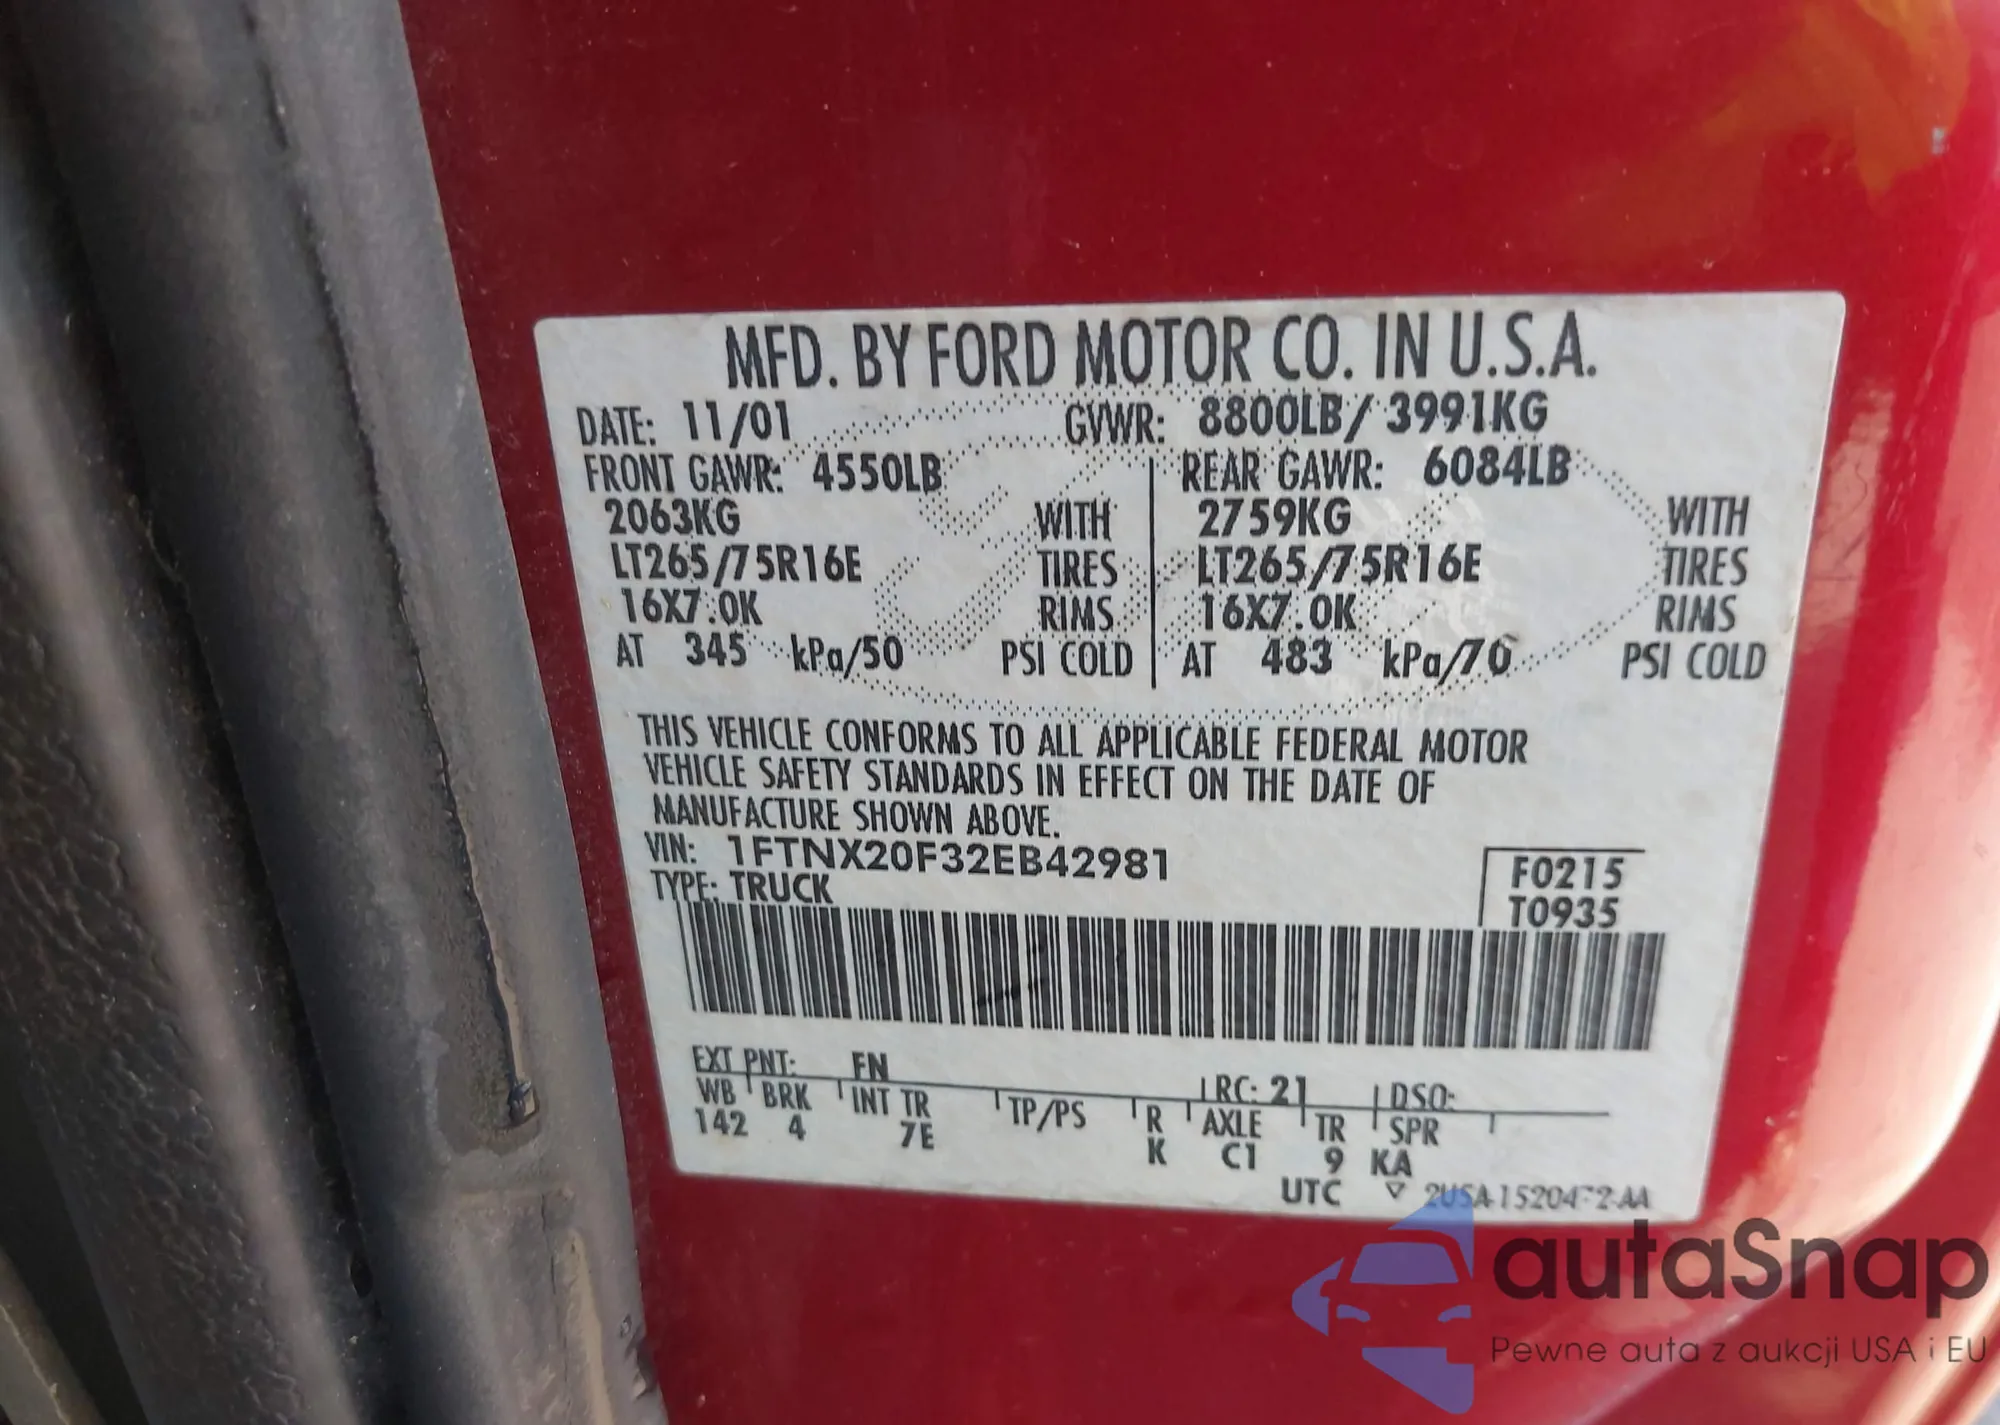 MFD. BY FORD MOTOR CO. IN U.S.A.
DATE: 11/01 GVWR: 8800LB/ 3991KG
FRONT GAWR: 4550LB REAR GAWR: 6084LB
2063KG WITH 2759KG WITH
LT265/75R16E TIRES LT265/75R16E TIRES
16X7.0K RIMS 16X7.0K RIMS
AT 345 kPa/50 PSI COLD AT 483 kPa/70 PSI COLD
THIS VEHICLE CONFORMS TO ALL APPLICABLE FEDERAL MOTOR
VEHICLE SAFETY STANDARDS IN EFFECT ON THE DATE OF
MANUFACTURE SHOWN ABOVE.
VIN: 1FTNX20F32EB42981 F0215
TYPE: TRUCK T0935
EXT PNT: FN RC: 21 DSO:
WB BRK INT TR TP/PS R AXLE TR SPR
142 4 7E K C1 9 KA
UTC
autaSnap
Pewne auta z aukcji USA i EU